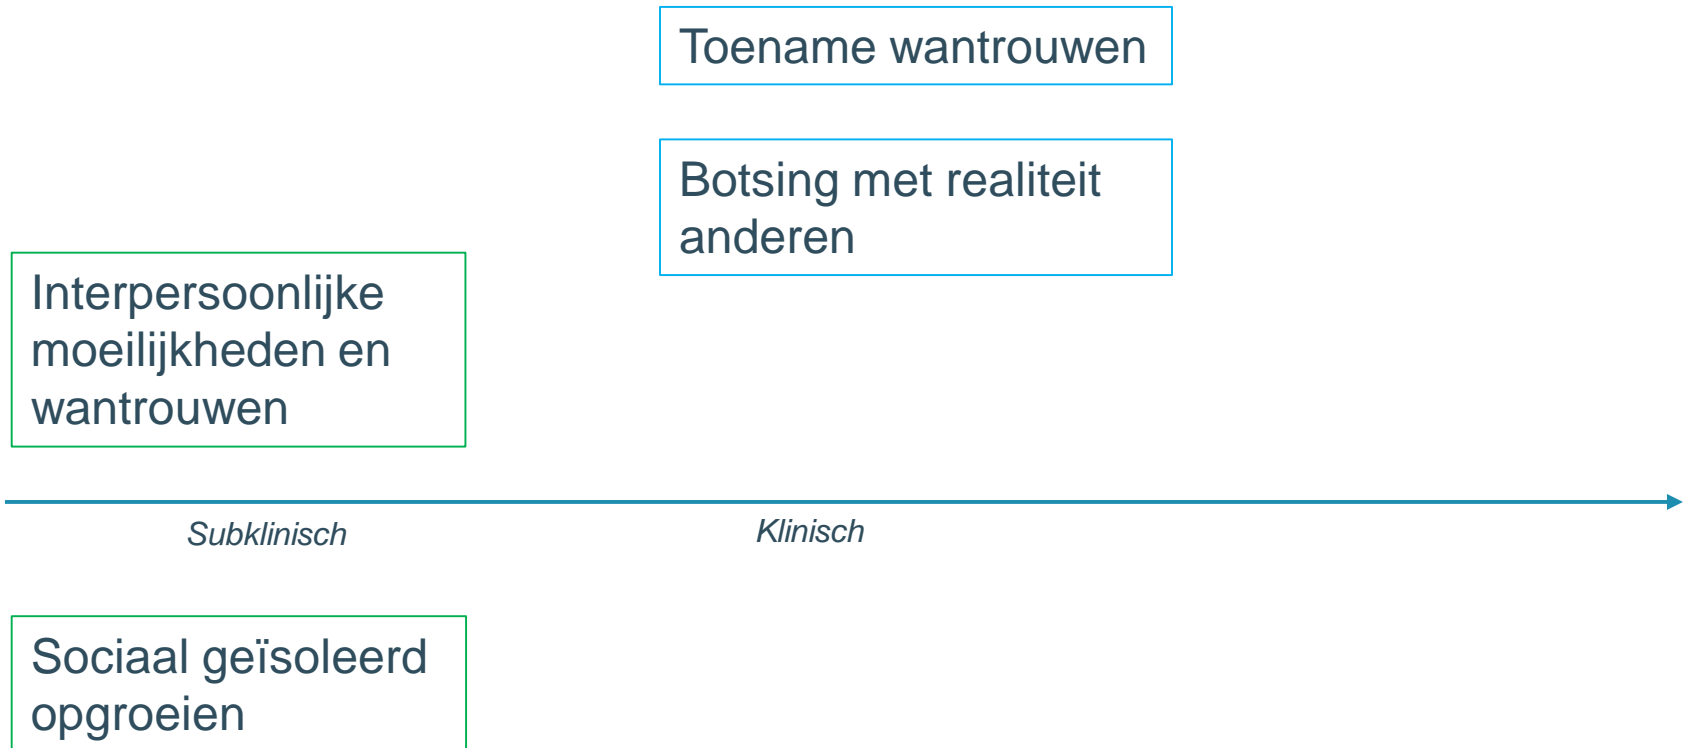 Toename wantrouwen
Botsing met realiteit
anderen
Interpersoonlijke
moeilijkheden en
wantrouwen
Subklinisch
Klinisch
Sociaal geïsoleerd
opgroeien